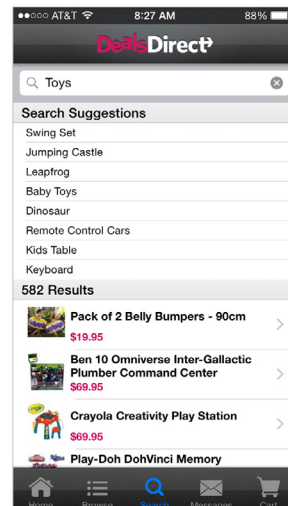 AT&T 8:27 AM 88%
DealsDirect
Toys
Search Suggestions
Swing Set
Jumping Castle
Leapfrog
Baby Toys
Dinosaur
Remote Control Cars
Kids Table
Keyboard
582 Results
Pack of 2 Belly Bumpers - 90cm
$19.95
Ben 10 Omniverse Inter-Gallactic
Plumber Command Center
$69.95
Crayola Creativity Play Station
$69.95
Play-Doh DohVinci Memory
Home Browse Search Messages Cart